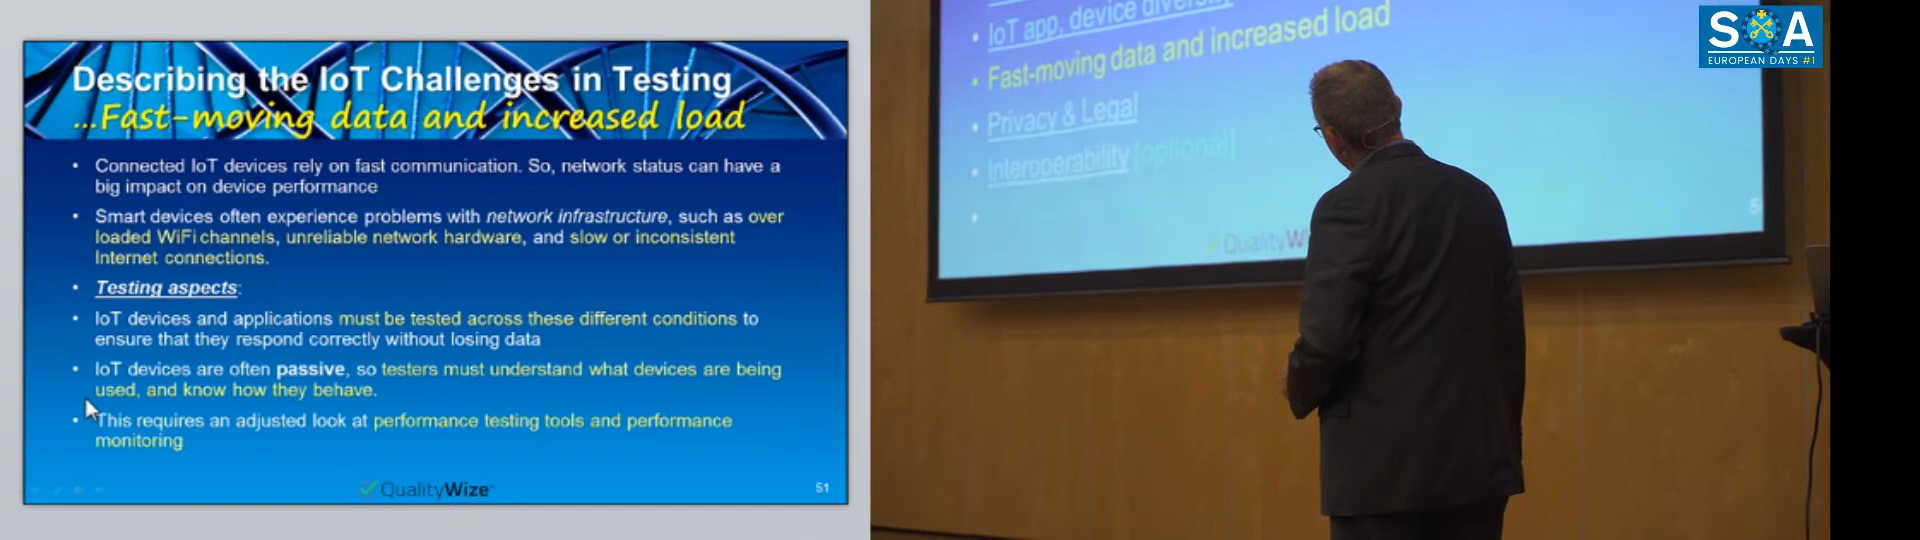 Describing the IoT Challenges in Testing
...Fast-moving data and increased load
• Connected IoT devices rely on fast communication. So, network status can have a
big impact on device performance
• Smart devices often experience problems with network infrastructure, such as over
loaded WiFi channels, unreliable network hardware, and slow or inconsistent
Internet connections.
• Testing aspects:
• IoT devices and applications must be tested across these different conditions to
ensure that they respond correctly without losing data
• IoT devices are often passive, so testers must understand what devices are being
used, and know how they behave.
• This requires an adjusted look at performance testing tools and performance
monitoring
QualityWize
51
• IoT app, device diversity
• Fast-moving data and increased load
• Privacy & Legal
• Interoperability [optional]
•
QualityWi
5
SQA
EUROPEAN DAYS #1